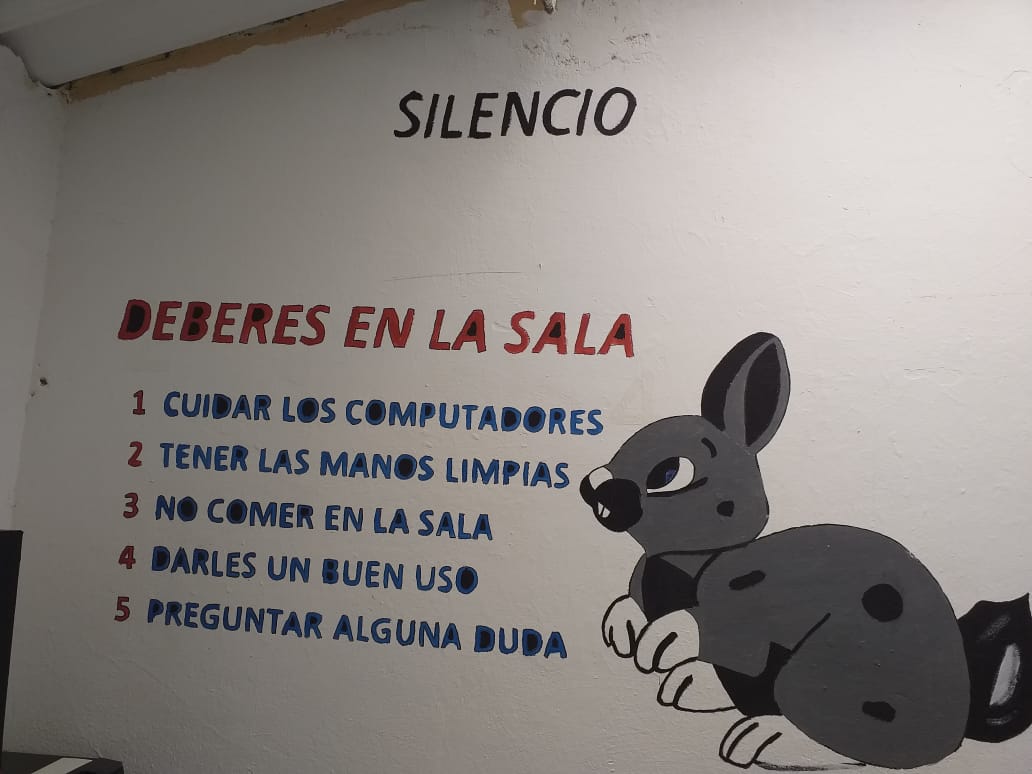 SILENCIO
DEBERES EN LA SALA
1 CUIDAR LOS COMPUTADORES
2 TENER LAS MANOS LIMPIAS
3 NO COMER EN LA SALA
4 DARLES UN BUEN USO
5 PREGUNTAR ALGUNA DUDA